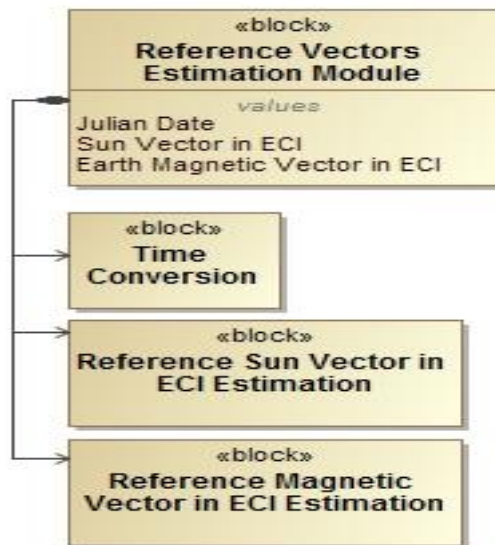 «block»
Reference Vectors
Estimation Module
values
Julian Date
Sun Vector in ECI
Earth Magnetic Vector in ECI
«block»
Time
Conversion
«block»
Reference Sun Vector in
ECI Estimation
«block»
Reference Magnetic
Vector in ECI Estimation